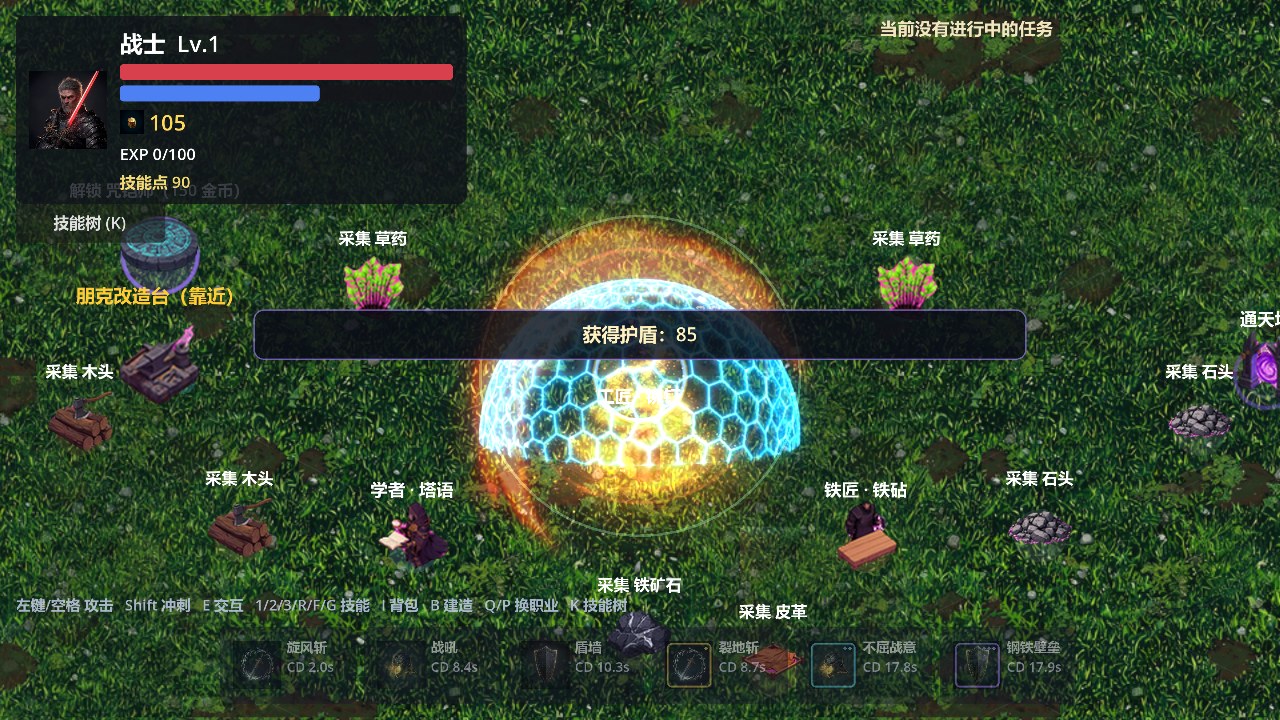 战士 Lv.1
105
EXP 0/100
技能点 90
技能树 (K)
当前没有进行中的任务
采集 草药
采集 草药
朋克改造台（靠近）
获得护盾：85
通天塔
采集 木头
采集 石头
工匠
采集 木头
学者 · 塔语
铁匠 · 铁砧
采集 石头
采集 铁矿石
左键/空格 攻击 Shift 冲刺 E 交互 1/2/3/R/F/G 技能 I 背包 B 建造 Q/P 换职业 K 技能树
采集 皮革
旋风斩
CD 2.0s
战吼
CD 8.4s
盾墙
CD 10.3s
裂地斩
CD 8.7s
不屈战意
CD 17.8s
钢铁壁垒
CD 17.9s